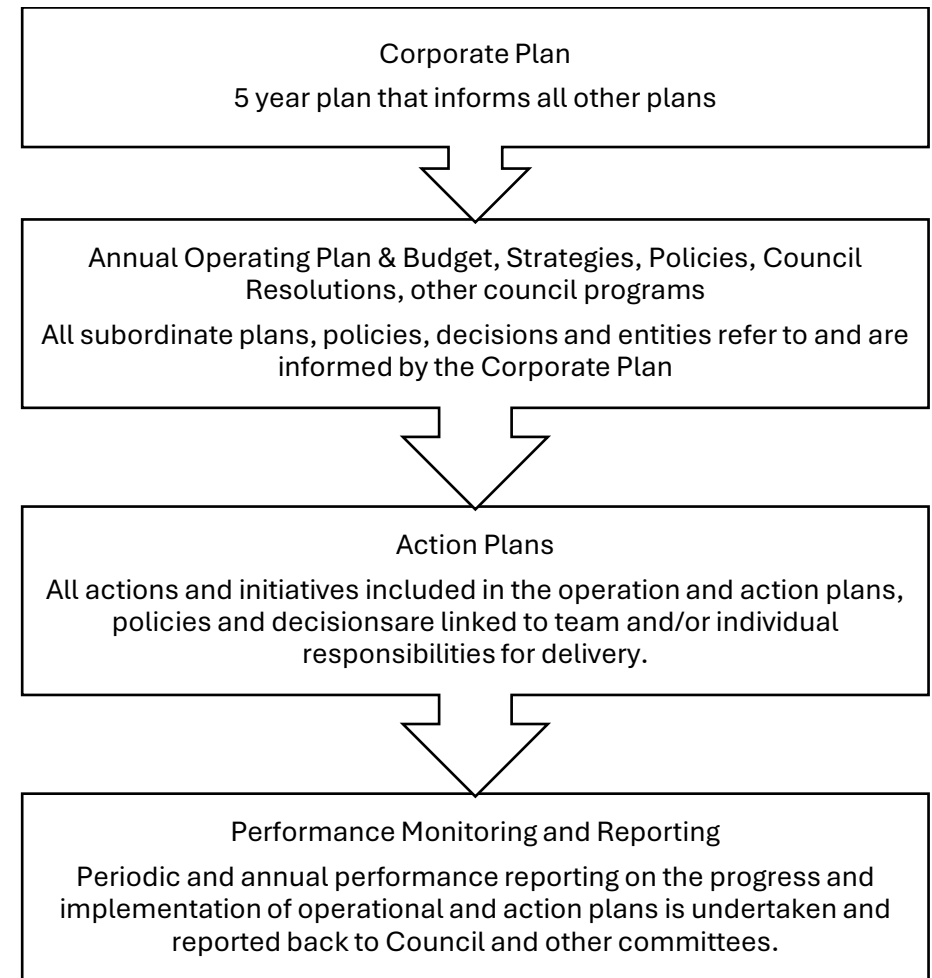 Corporate Plan
5 year plan that informs all other plans
Annual Operating Plan & Budget, Strategies, Policies, Council
Resolutions, other council programs
All subordinate plans, policies, decisions and entities refer to and are
informed by the Corporate Plan
Action Plans
All actions and initiatives included in the operation and action plans,
policies and decisionsare linked to team and/or individual
responsibilities for delivery.
Performance Monitoring and Reporting
Periodic and annual performance reporting on the progress and
implementation of operational and action plans is undertaken and
reported back to Council and other committees.